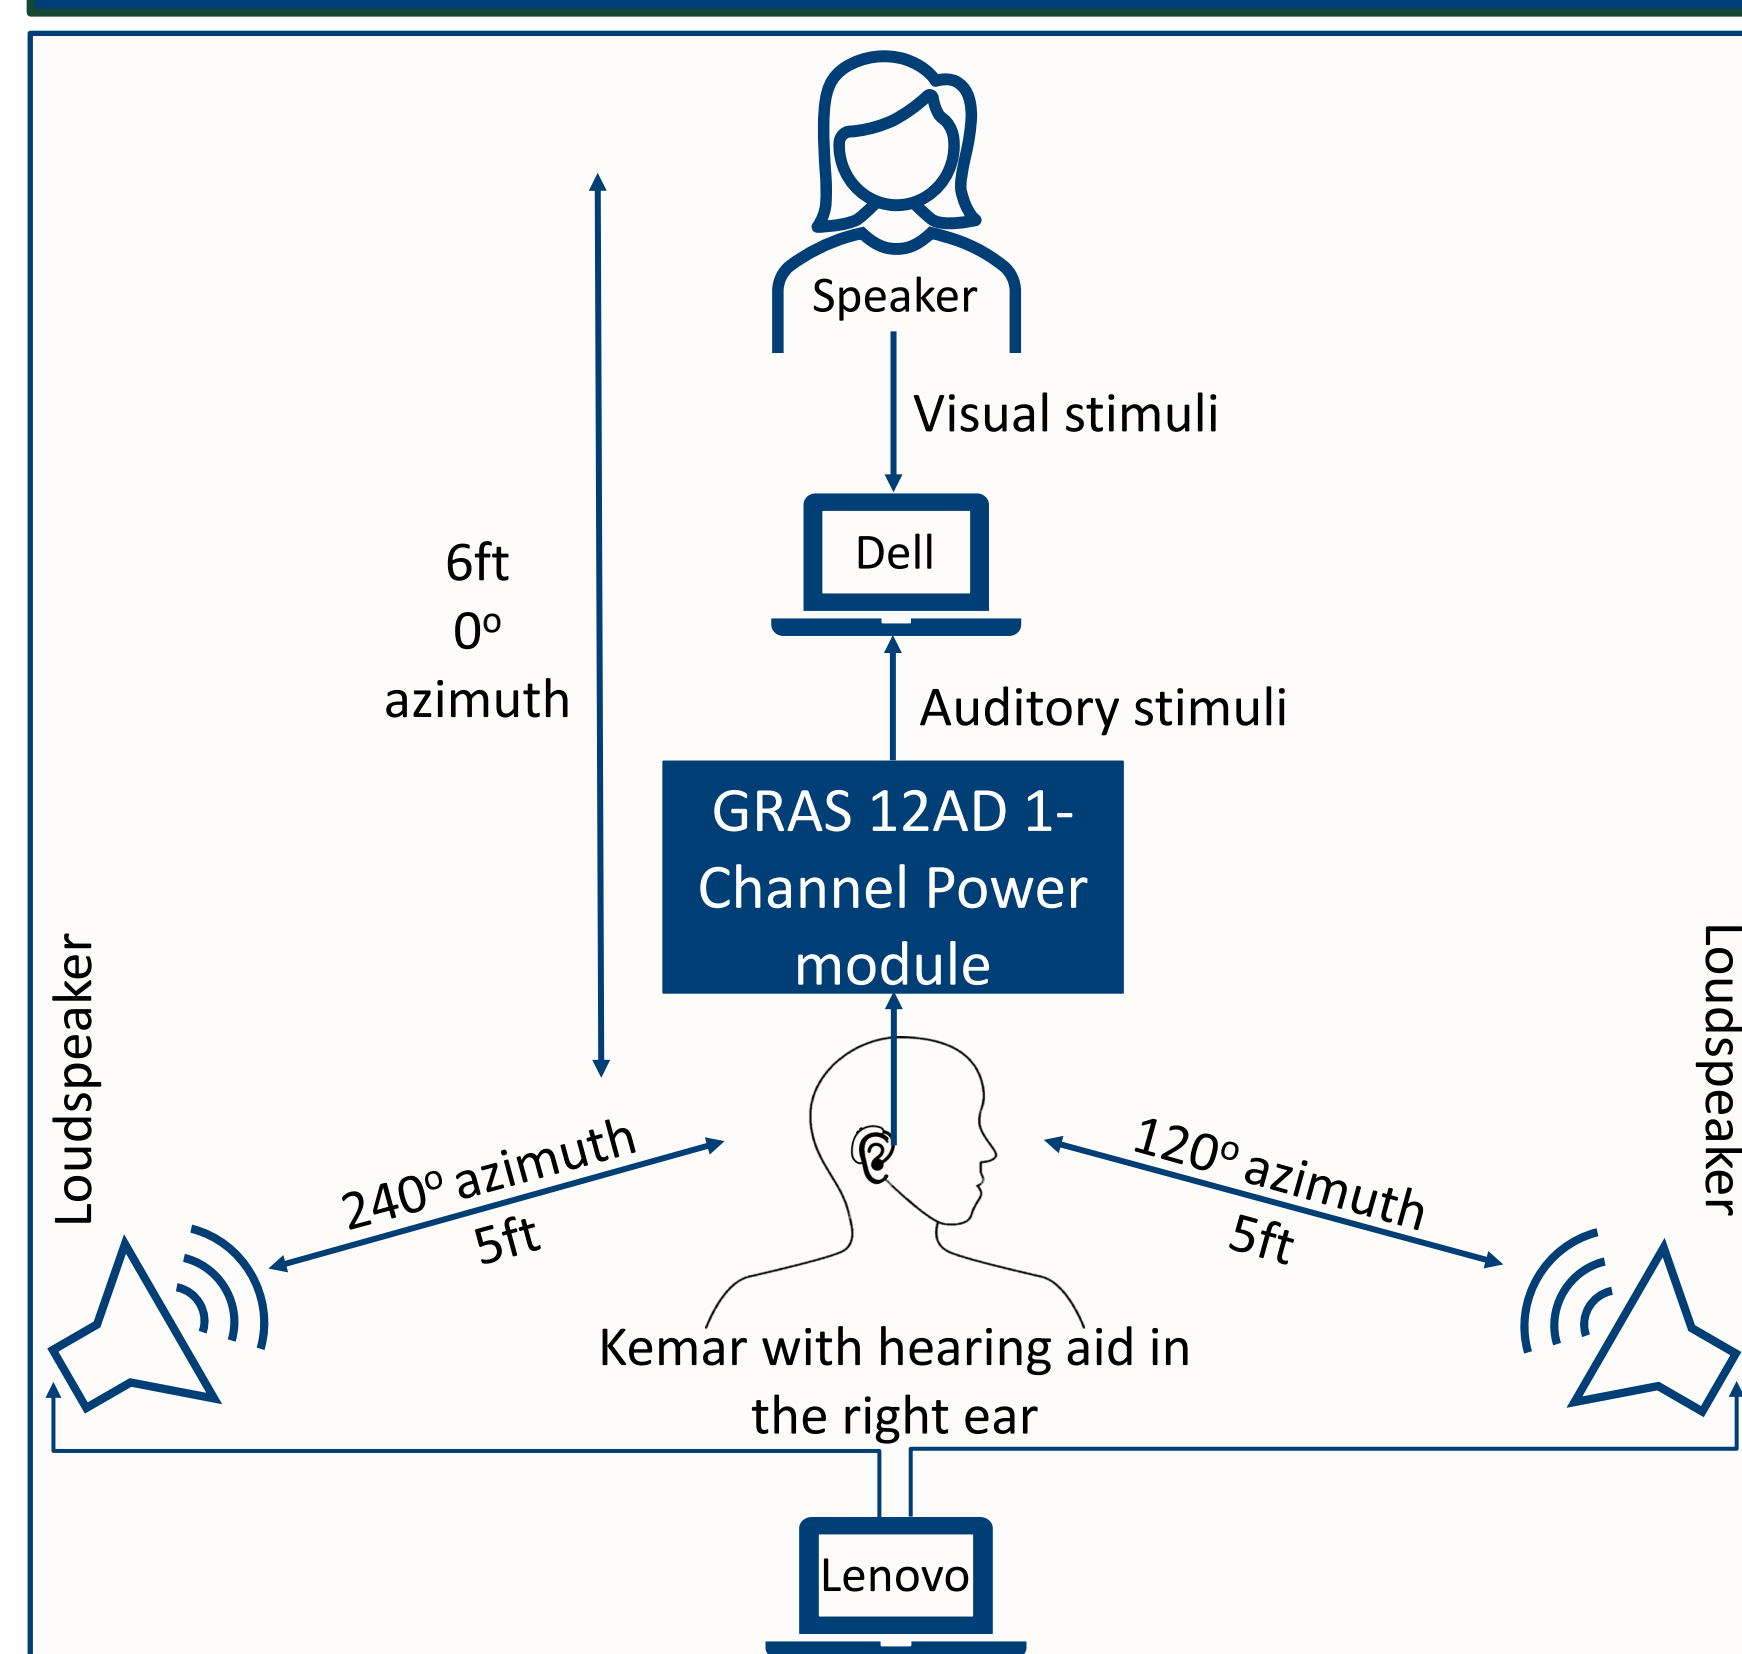 Speaker
Visual stimuli
Dell
6ft
0º
azimuth
Auditory stimuli
GRAS 12AD 1-
Channel Power
module
Loudspeaker
Loudspeaker
240º azimuth
5ft
120º azimuth
5ft
Kemar with hearing aid in
the right ear
Lenovo